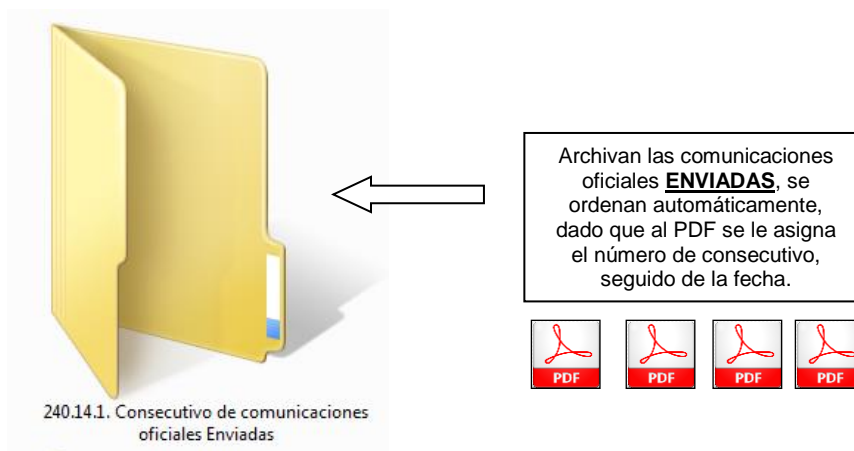 Archivan las comunicaciones
oficiales ENVIADAS, se
ordenan automáticamente,
dado que al PDF se le asigna
el número de consecutivo,
seguido de la fecha.
PDF PDF PDF PDF
240.14.1. Consecutivo de comunicaciones
oficiales Enviadas